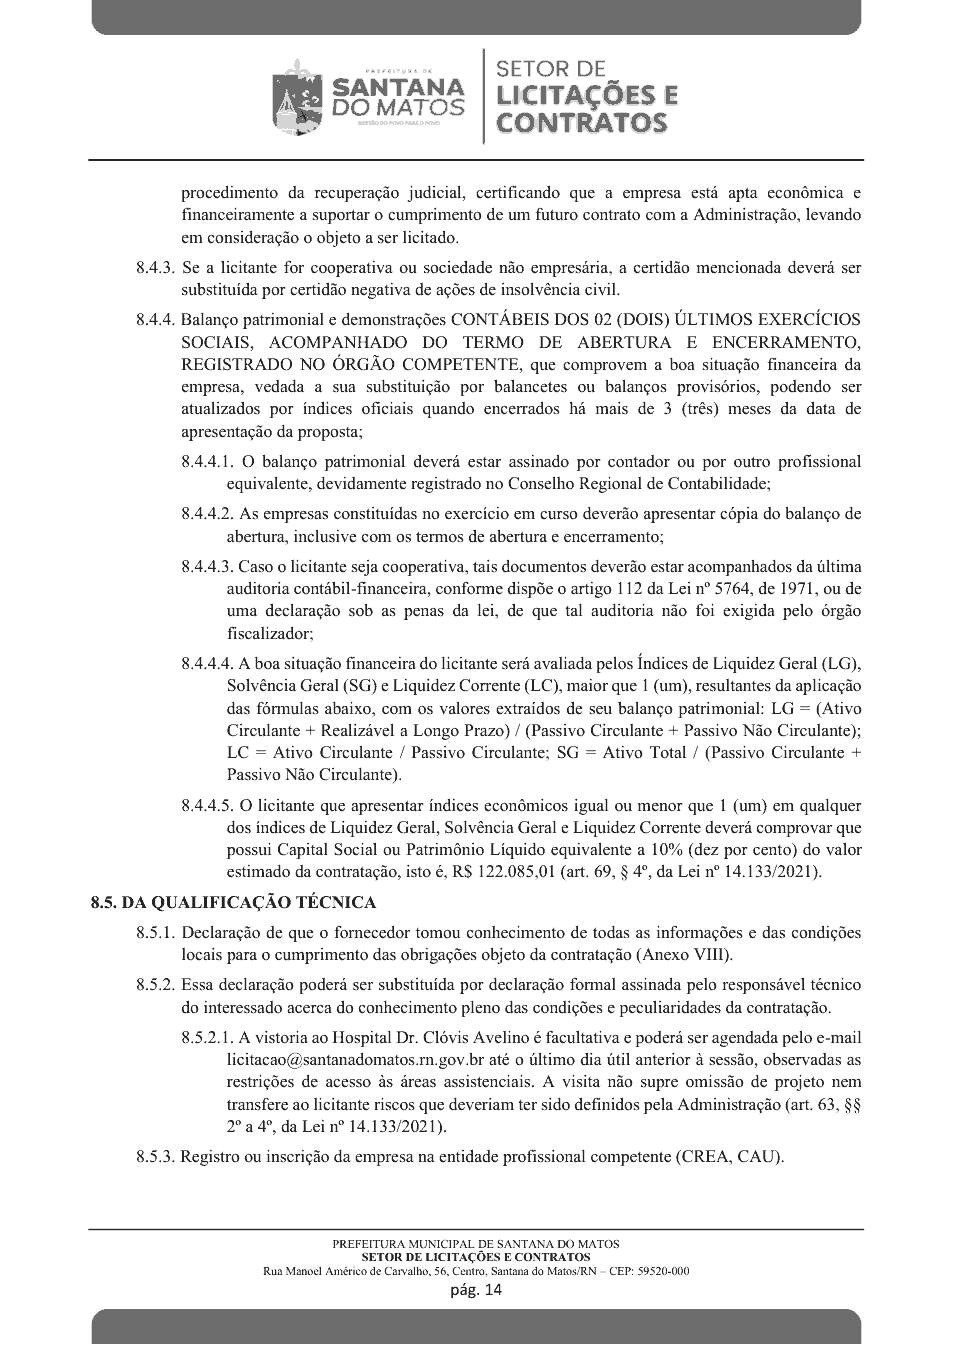 PREFEITURA DE
SANTANA
DO MATOS
GESTÃO DO POVO PARA O POVO
SETOR DE
LICITAÇÕES E
CONTRATOS
procedimento da recuperação judicial, certificando que a empresa está apta econômica e
financeiramente a suportar o cumprimento de um futuro contrato com a Administração, levando
em consideração o objeto a ser licitado.
8.4.3. Se a licitante for cooperativa ou sociedade não empresária, a certidão mencionada deverá ser
substituída por certidão negativa de ações de insolvência civil.
8.4.4. Balanço patrimonial e demonstrações CONTÁBEIS DOS 02 (DOIS) ÚLTIMOS EXERCÍCIOS
SOCIAIS, ACOMPANHADO DO TERMO DE ABERTURA E ENCERRAMENTO,
REGISTRADO NO ÓRGÃO COMPETENTE, que comprovem a boa situação financeira da
empresa, vedada a sua substituição por balancetes ou balanços provisórios, podendo ser
atualizados por índices oficiais quando encerrados há mais de 3 (três) meses da data de
apresentação da proposta;
8.4.4.1. O balanço patrimonial deverá estar assinado por contador ou por outro profissional
equivalente, devidamente registrado no Conselho Regional de Contabilidade;
8.4.4.2. As empresas constituídas no exercício em curso deverão apresentar cópia do balanço de
abertura, inclusive com os termos de abertura e encerramento;
8.4.4.3. Caso o licitante seja cooperativa, tais documentos deverão estar acompanhados da última
auditoria contábil-financeira, conforme dispõe o artigo 112 da Lei nº 5764, de 1971, ou de
uma declaração sob as penas da lei, de que tal auditoria não foi exigida pelo órgão
fiscalizador;
8.4.4.4. A boa situação financeira do licitante será avaliada pelos Índices de Liquidez Geral (LG),
Solvência Geral (SG) e Liquidez Corrente (LC), maior que 1 (um), resultantes da aplicação
das fórmulas abaixo, com os valores extraídos de seu balanço patrimonial: LG = (Ativo
Circulante + Realizável a Longo Prazo) / (Passivo Circulante + Passivo Não Circulante);
LC = Ativo Circulante / Passivo Circulante; SG = Ativo Total / (Passivo Circulante +
Passivo Não Circulante).
8.4.4.5. O licitante que apresentar índices econômicos igual ou menor que 1 (um) em qualquer
dos índices de Liquidez Geral, Solvência Geral e Liquidez Corrente deverá comprovar que
possui Capital Social ou Patrimônio Líquido equivalente a 10% (dez por cento) do valor
estimado da contratação, isto é, R$ 122.085,01 (art. 69, § 4º, da Lei nº 14.133/2021).
8.5. DA QUALIFICAÇÃO TÉCNICA
8.5.1. Declaração de que o fornecedor tomou conhecimento de todas as informações e das condições
locais para o cumprimento das obrigações objeto da contratação (Anexo VIII).
8.5.2. Essa declaração poderá ser substituída por declaração formal assinada pelo responsável técnico
do interessado acerca do conhecimento pleno das condições e peculiaridades da contratação.
8.5.2.1. A vistoria ao Hospital Dr. Clóvis Avelino é facultativa e poderá ser agendada pelo e-mail
licitacao@santanadomatos.rn.gov.br até o último dia útil anterior à sessão, observadas as
restrições de acesso às áreas assistenciais. A visita não supre omissão de projeto nem
transfere ao licitante riscos que deveriam ter sido definidos pela Administração (art. 63, §§
2º a 4º, da Lei nº 14.133/2021).
8.5.3. Registro ou inscrição da empresa na entidade profissional competente (CREA, CAU).
PREFEITURA MUNICIPAL DE SANTANA DO MATOS
SETOR DE LICITAÇÕES E CONTRATOS
Rua Manoel Américo de Carvalho, 56, Centro, Santana do Matos/RN – CEP: 59520-000
pág. 14